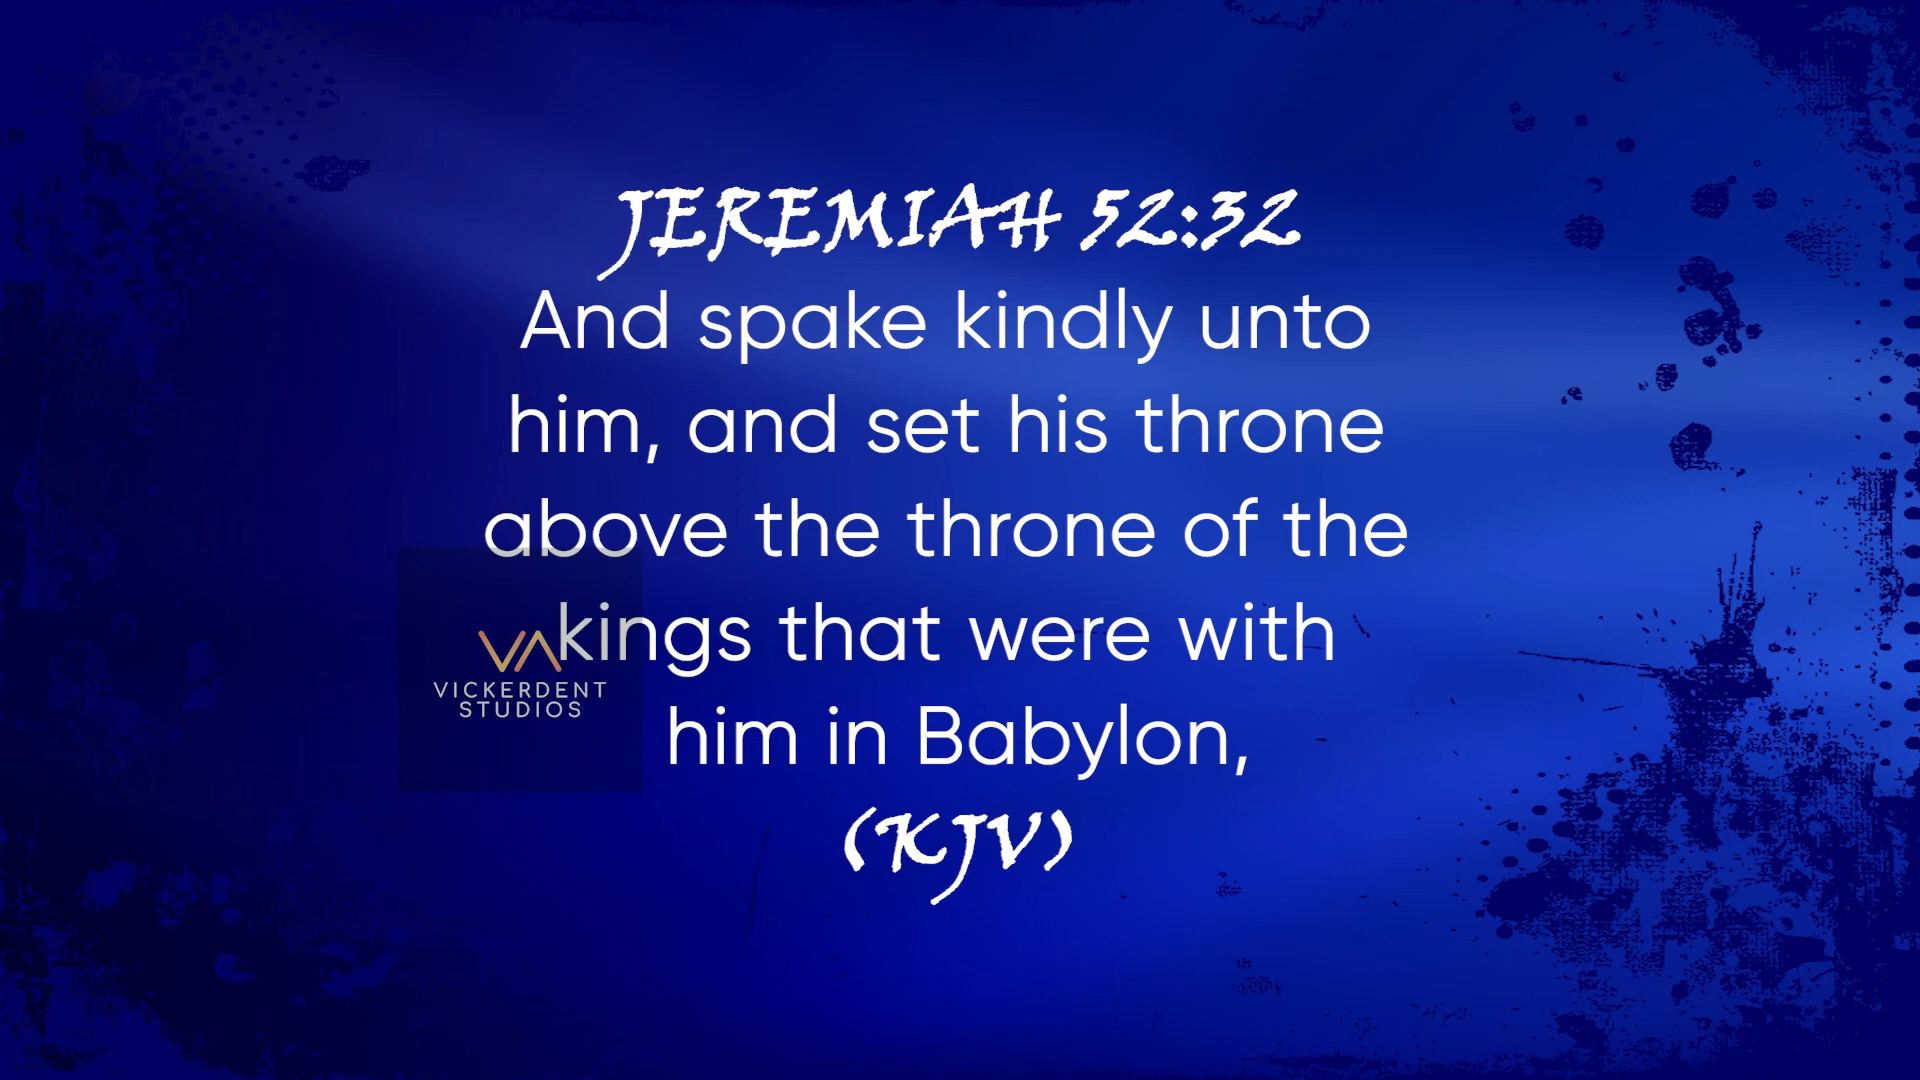 JEREMIAH 52:32
And spake kindly unto
him, and set his throne
above the throne of the
kings that were with
him in Babylon,
(KJV)
VICKERDENT
STUDIOS